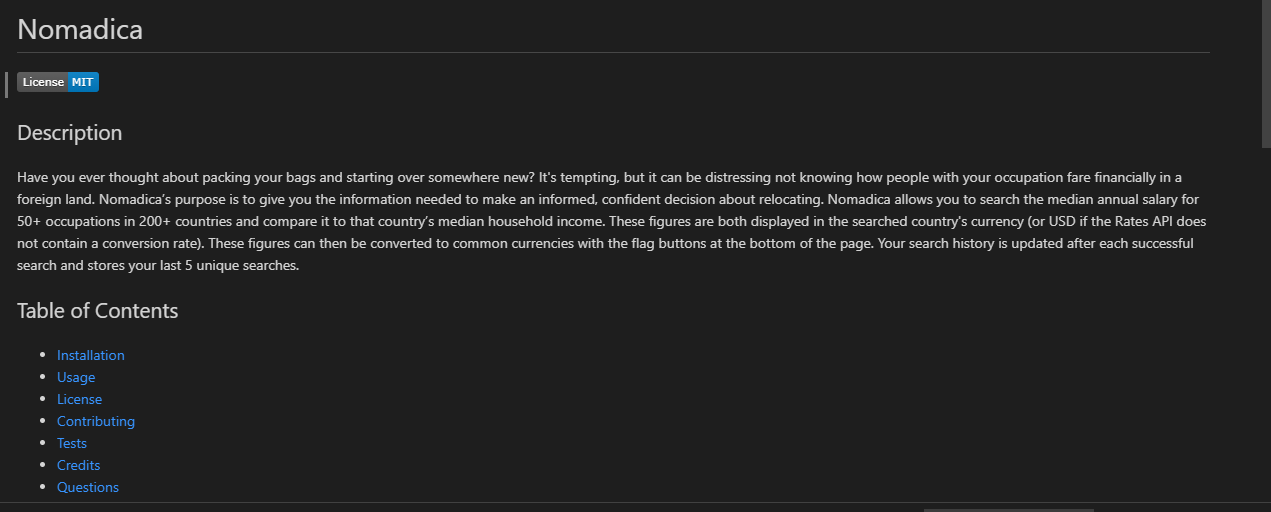 Nomadica
License MIT
Description
Have you ever thought about packing your bags and starting over somewhere new? It's tempting, but it can be distressing not knowing how people with your occupation fare financially in a
foreign land. Nomadica's purpose is to give you the information needed to make an informed, confident decision about relocating. Nomadica allows you to search the median annual salary for
50+ occupations in 200+ countries and compare it to that country's median household income. These figures are both displayed in the searched country's currency (or USD if the Rates API does
not contain a conversion rate). These figures can then be converted to common currencies with the flag buttons at the bottom of the page. Your search history is updated after each successful
search and stores your last 5 unique searches.
Table of Contents
Installation
Usage
License
Contributing
Tests
Credits
Questions